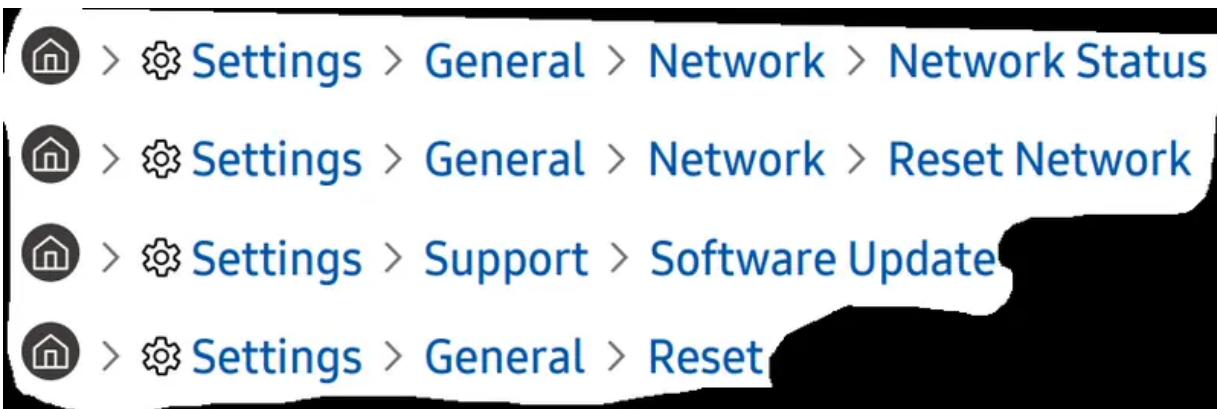 > Settings > General > Network > Network Status
> Settings > General > Network > Reset Network
> Settings > Support > Software Update
> Settings > General > Reset